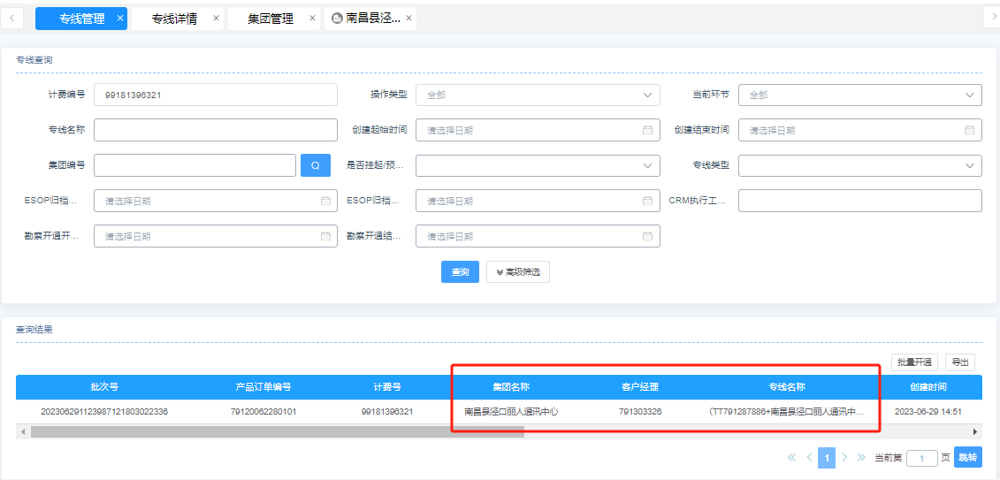 专线管理 × 专线详情 × 集团管理 × 南昌县泾... ×
专线查询
计费编号 99181396321 操作类型 全部 当前环节 全部
专线名称 创建起始时间 请选择日期 创建结束时间 请选择日期
集团编号 是否挂起/预... 专线类型
ESOP归档... 请选择日期 ESOP归档... 请选择日期 CRM执行工...
勘察开通开... 请选择日期 勘察开通结... 请选择日期
查询 高级筛选
查询结果
批量开通 导出
批次号 产品订单编号 计费号 集团名称 客户经理 专线名称 创建时间
202306291123987121803022336 79120062280101 99181396321 南昌县泾口丽人通讯中心 791303326 （TT791287886+南昌县泾口丽人通讯中... 2023-06-29 14:51
1 当前第 1 页 跳转